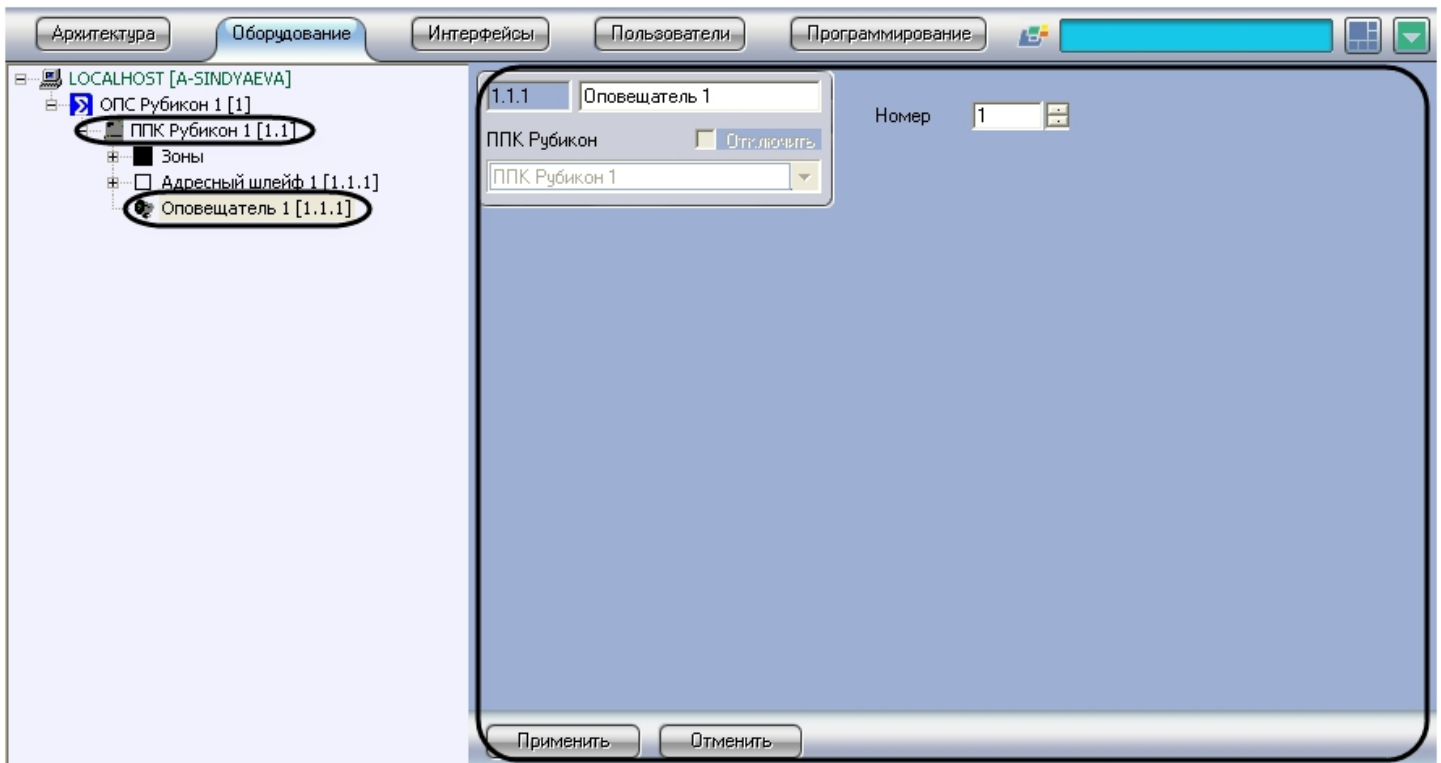 Архитектура Оборудование Интерфейсы Пользователи Программирование
LOCALHOST [A-SINDYAEVA]
ОПС Рубикон 1 [1]
ППК Рубикон 1 [1.1]
Зоны
Адресный шлейф 1 [1.1.1]
Оповещатель 1 [1.1.1]
1.1.1 Оповещатель 1
ППК Рубикон Отключить
ППК Рубикон 1
Номер 1
Применить Отменить